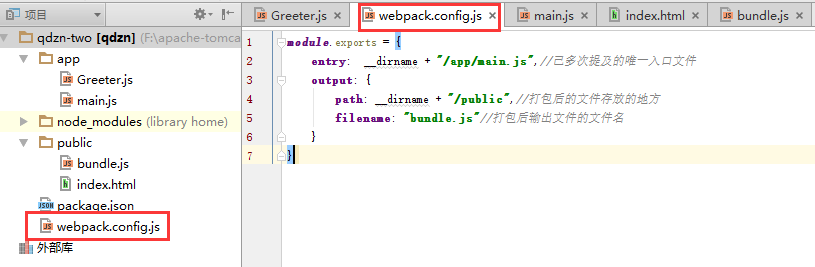 项目
qdzn-two [qdzn] (F:\apache-tomca
app
Greeter.js
main.js
node_modules (library home)
public
bundle.js
index.html
package.json
webpack.config.js
外部库
Greeter.js webpack.config.js main.js index.html bundle.js
1 module.exports = {
2 entry: __dirname + "/app/main.js",//已多次提及的唯一入口文件
3 output: {
4 path: __dirname + "/public",//打包后的文件存放的地方
5 filename: "bundle.js"//打包后输出文件的文件名
6 }
7 }